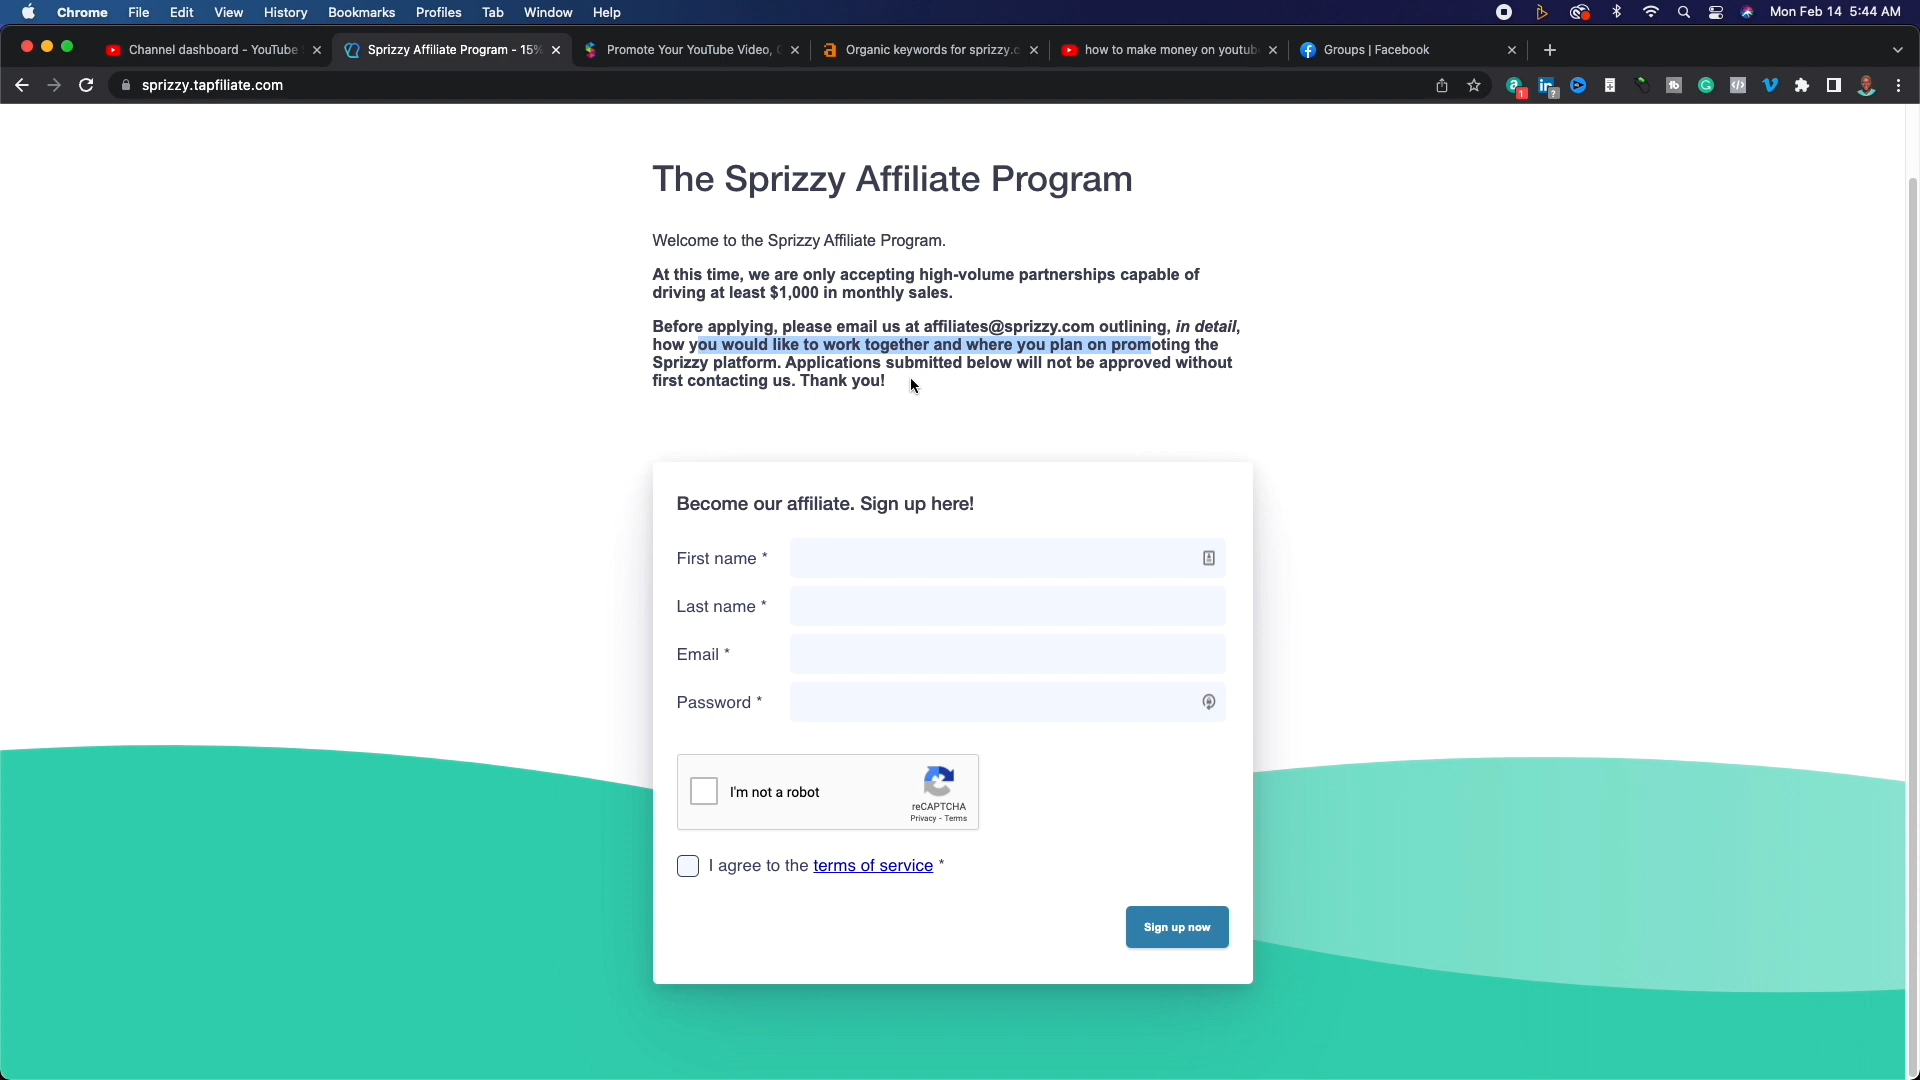 Chrome File Edit View History Bookmarks Profiles Tab Window Help
Mon Feb 14 5:44 AM
Channel dashboard - YouTube
Sprizzy Affiliate Program - 15%
Promote Your YouTube Video,
Organic keywords for sprizzy.c
how to make money on youtub
Groups | Facebook
sprizzy.tapfiliate.com
The Sprizzy Affiliate Program
Welcome to the Sprizzy Affiliate Program.
At this time, we are only accepting high-volume partnerships capable of
driving at least $1,000 in monthly sales.
Before applying, please email us at affiliates@sprizzy.com outlining, in detail,
how you would like to work together and where you plan on promoting the
Sprizzy platform. Applications submitted below will not be approved without
first contacting us. Thank you!
Become our affiliate. Sign up here!
First name *
Last name *
Email *
Password *
I'm not a robot
reCAPTCHA
Privacy - Terms
I agree to the terms of service *
Sign up now